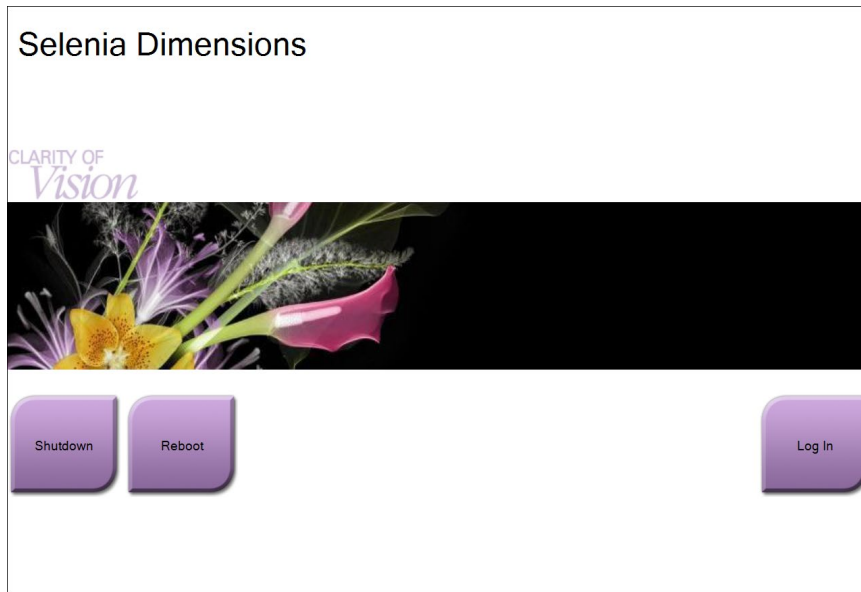 Selenia Dimensions
CLARITY OF
Vision
Shutdown
Reboot
Log In